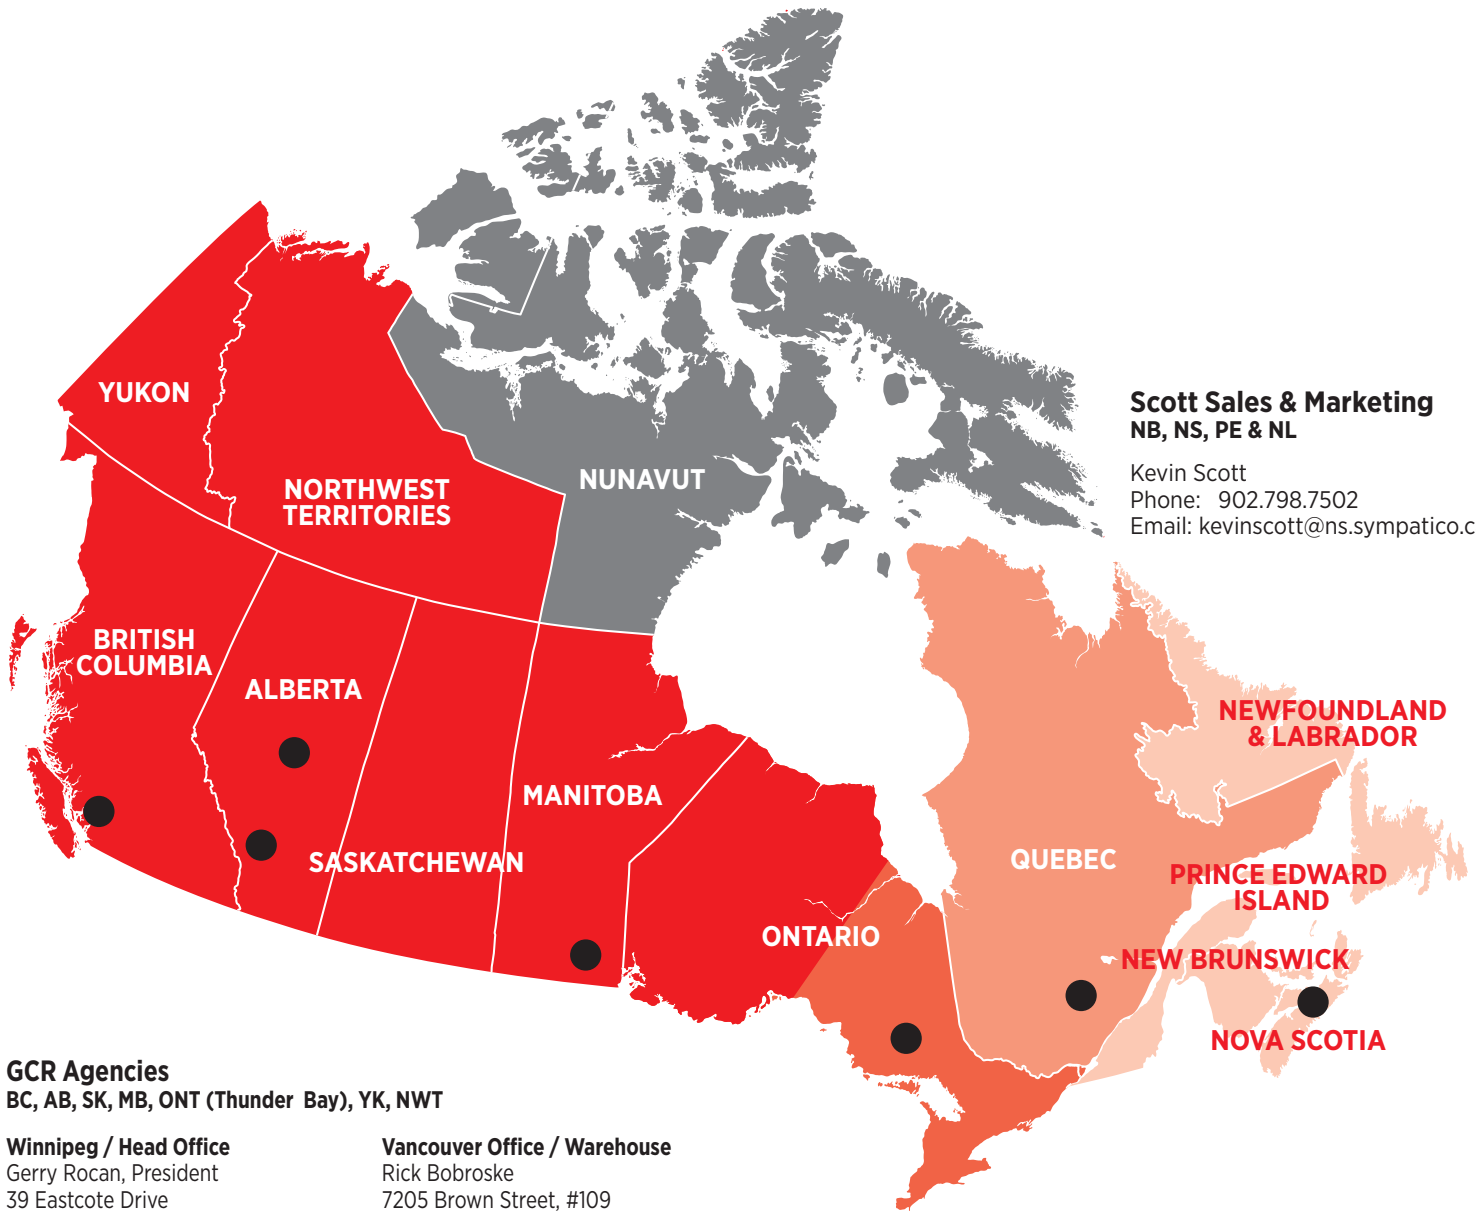 YUKON
NORTHWEST
TERRITORIES
NUNAVUT
Scott Sales & Marketing
NB, NS, PE & NL
Kevin Scott
Phone: 902.798.7502
Email: kevinscott@ns.sympatico.c
BRITISH
COLUMBIA
ALBERTA
NEWFOUNDLAND
& LABRADOR
MANITOBA
SASKATCHEWAN
QUEBEC
PRINCE EDWARD
ISLAND
ONTARIO
NEW BRUNSWICK
NOVA SCOTIA
GCR Agencies
BC, AB, SK, MB, ONT (Thunder Bay), YK, NWT
Winnipeg / Head Office
Gerry Rocan, President
39 Eastcote Drive
Vancouver Office / Warehouse
Rick Bobroske
7205 Brown Street, #109